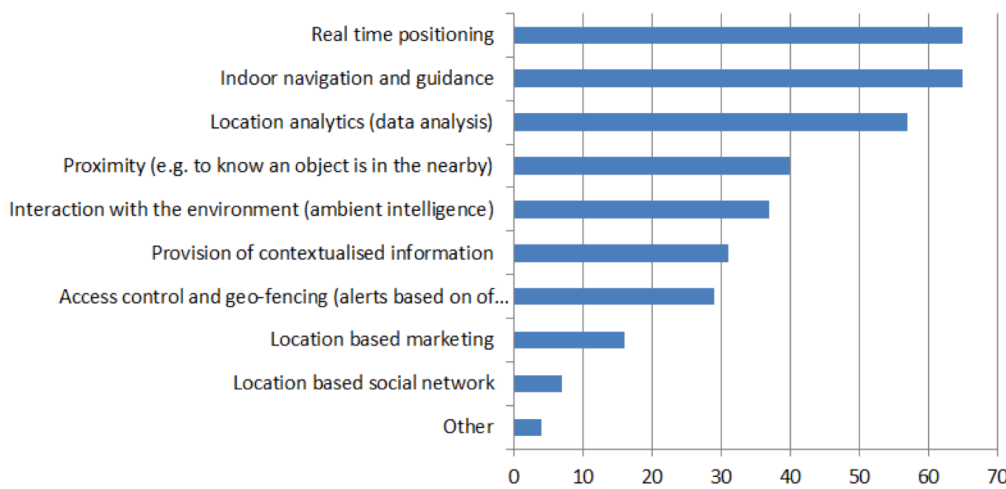 Real time positioning
Indoor navigation and guidance
Location analytics (data analysis)
Proximity (e.g. to know an object is in the nearby)
Interaction with the environment (ambient intelligence)
Provision of contextualised information
Access control and geo-fencing (alerts based on of...
Location based marketing
Location based social network
Other
0 10 20 30 40 50 60 70